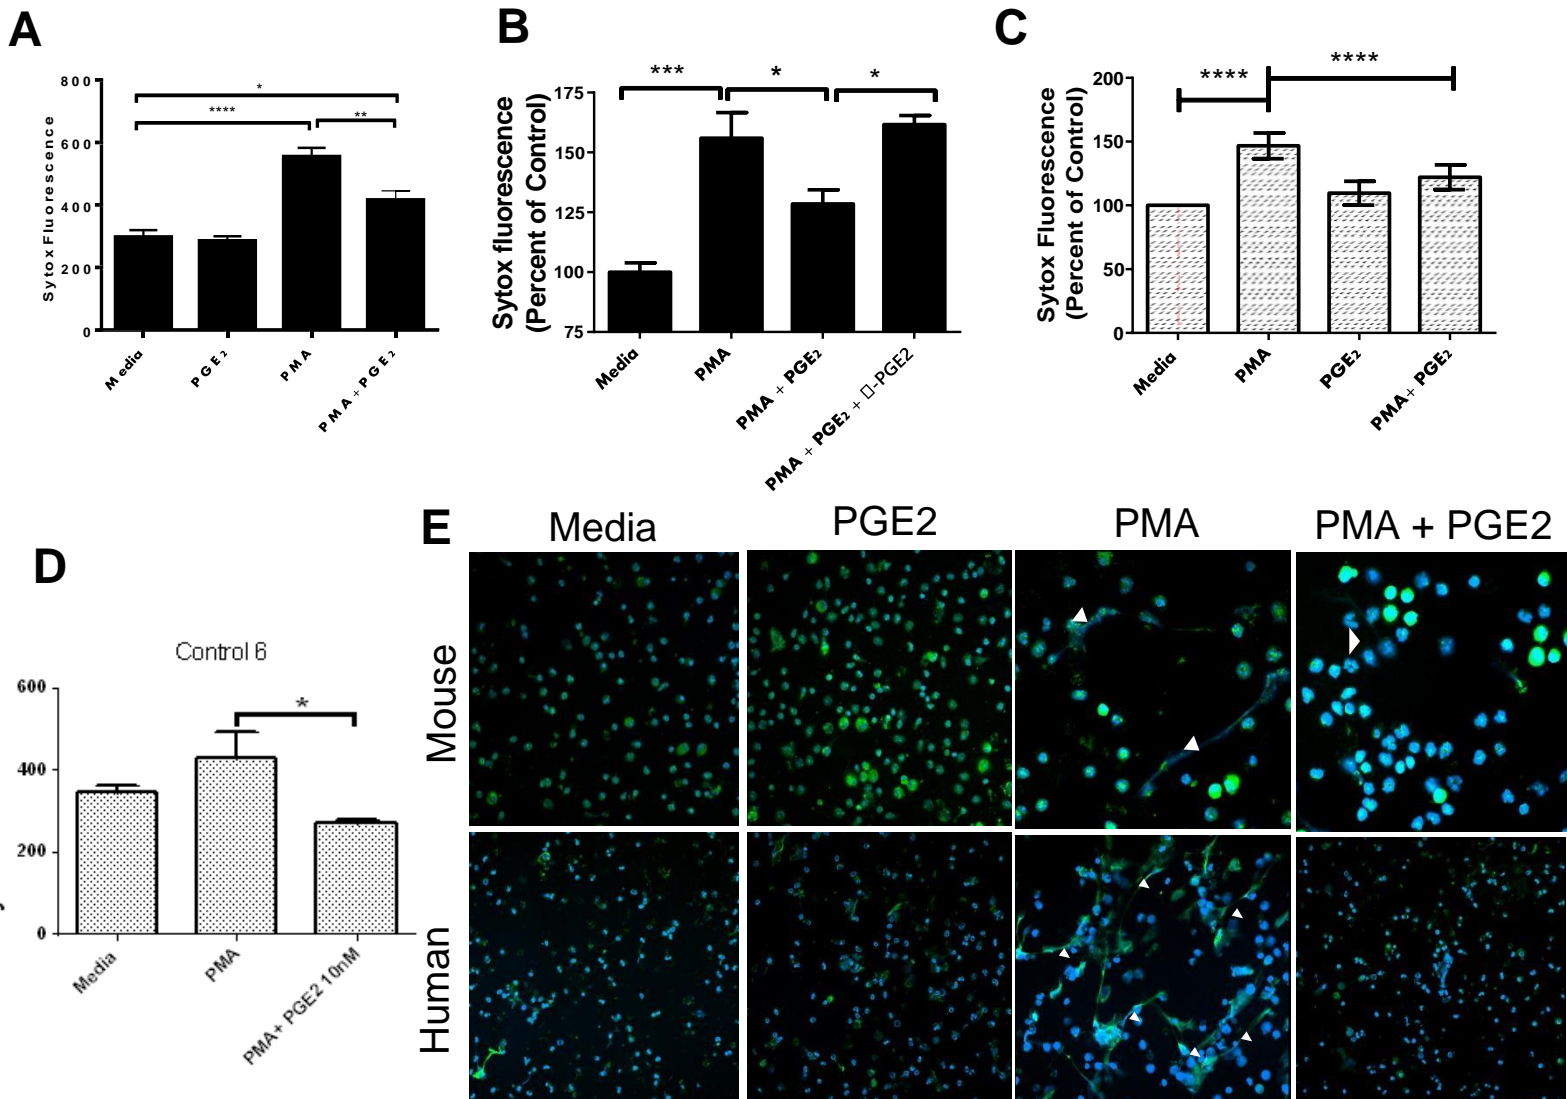 A
Sytox Fluorescence
800
600
400
200
0
*
****
**
Media
PGE2
PMA
PMA+PGE2
B
Sytox fluorescence
(Percent of Control)
175
150
125
100
75
***
*
*
Media
PMA
PMA + PGE2
PMA + PGE2 + □-PGE2
C
Sytox Fluorescence
(Percent of Control)
200
150
100
50
0
****
****
Media
PMA
PGE2
PMA+ PGE2
D
Control 6
600
400
200
0
*
Media
PMA
PMA+ PGE2 10nM
E
Media
PGE2
PMA
PMA + PGE2
Mouse
Human